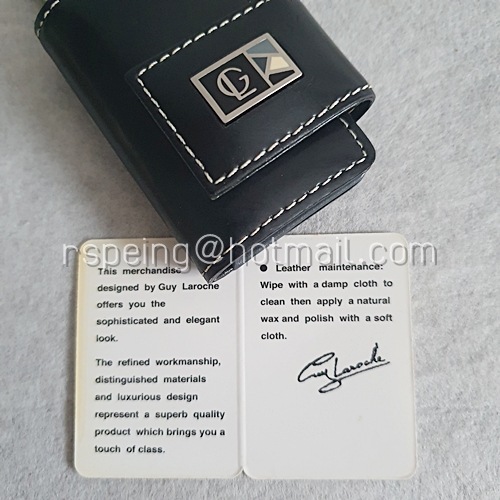 GL
nspeing@hotmail.com
This merchandise
designed by Guy Laroche
offers you the
sophisticated and elegant
look.
The refined workmanship,
distinguished materials
and luxurious design
represent a superb quality
product which brings you a
touch of class.
● Leather maintenance:
Wipe with a damp cloth to
clean then apply a natural
wax and polish with a soft
cloth.
Guy Laroche